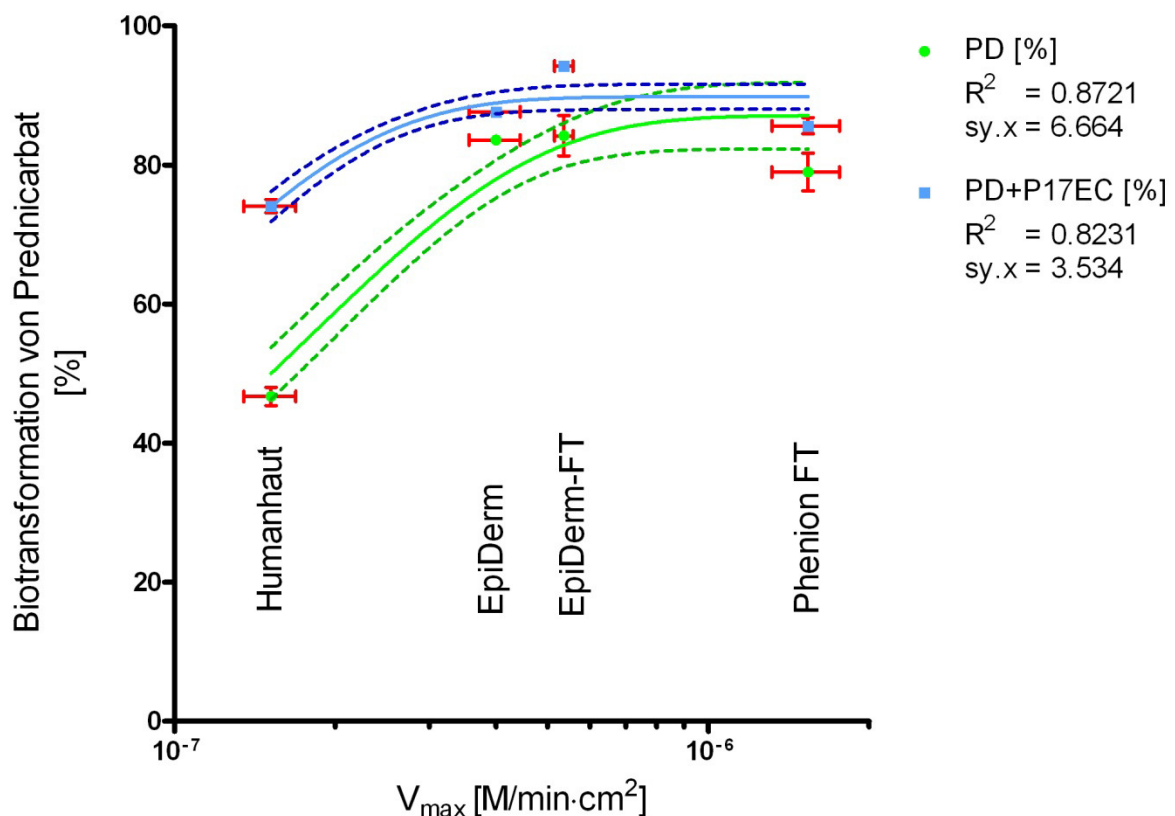 Biotransformation von Prednicarbat
[%]
100
80
60
40
20
0
Humanhaut
EpiDerm
EpiDerm-FT
Phenion FT
10⁻⁷
10⁻⁶
Vmax [M/min·cm²]
PD [%]
R² = 0.8721
sy.x = 6.664
PD+P17EC [%]
R² = 0.8231
sy.x = 3.534